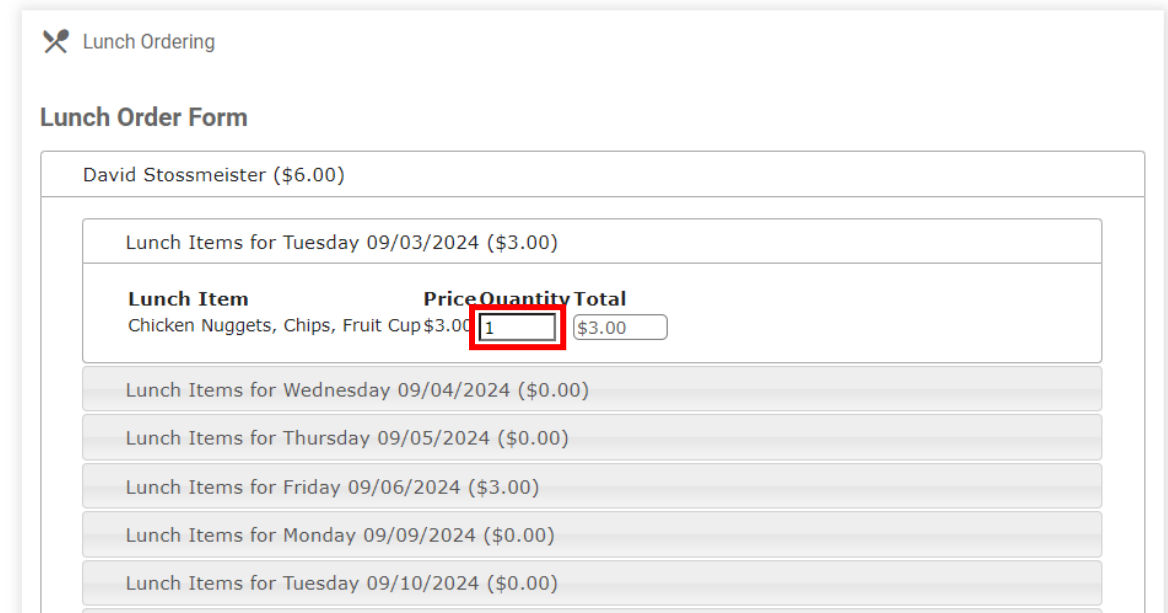 Lunch Ordering
Lunch Order Form
David Stossmeister ($6.00)
Lunch Items for Tuesday 09/03/2024 ($3.00)
Lunch Item Price Quantity Total
Chicken Nuggets, Chips, Fruit Cup $3.00 1 $3.00
Lunch Items for Wednesday 09/04/2024 ($0.00)
Lunch Items for Thursday 09/05/2024 ($0.00)
Lunch Items for Friday 09/06/2024 ($3.00)
Lunch Items for Monday 09/09/2024 ($0.00)
Lunch Items for Tuesday 09/10/2024 ($0.00)